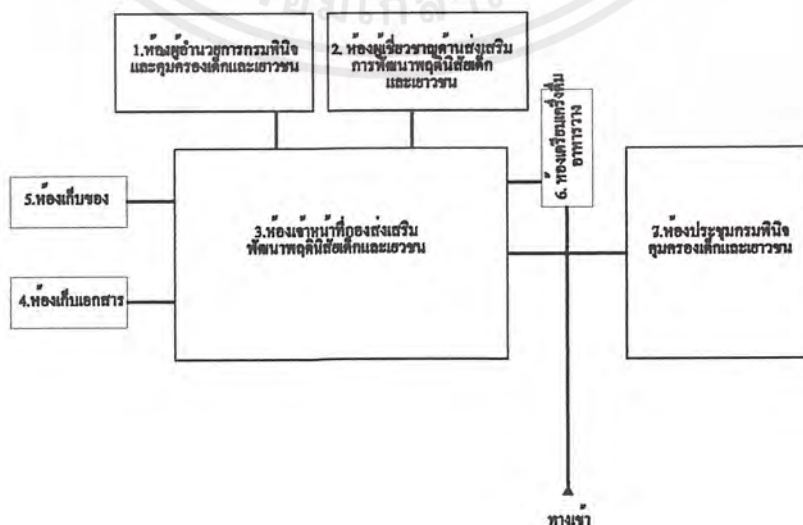 1.ห้องผู้อำนวยการกรมพินิจ
และคุมครองเด็กและเยาวชน
2. ห้องผู้เชี่ยวชาญด้านส่งเสริม
การพัฒนาพฤตินิสัยเด็ก
และเยาวชน
6. ห้องเตรียมเครื่องดื่ม
อาหารวาง
5.ห้องเก็บของ
3.ห้องเจ้าหน้าที่กองส่งเสริม
พัฒนาพฤตินิสัยเด็กและเยาวชน
7.ห้องประชุมกรมพินิจ
คุมครองเด็กและเยาวชน
4.ห้องเก็บเอกสาร
ทางเข้า